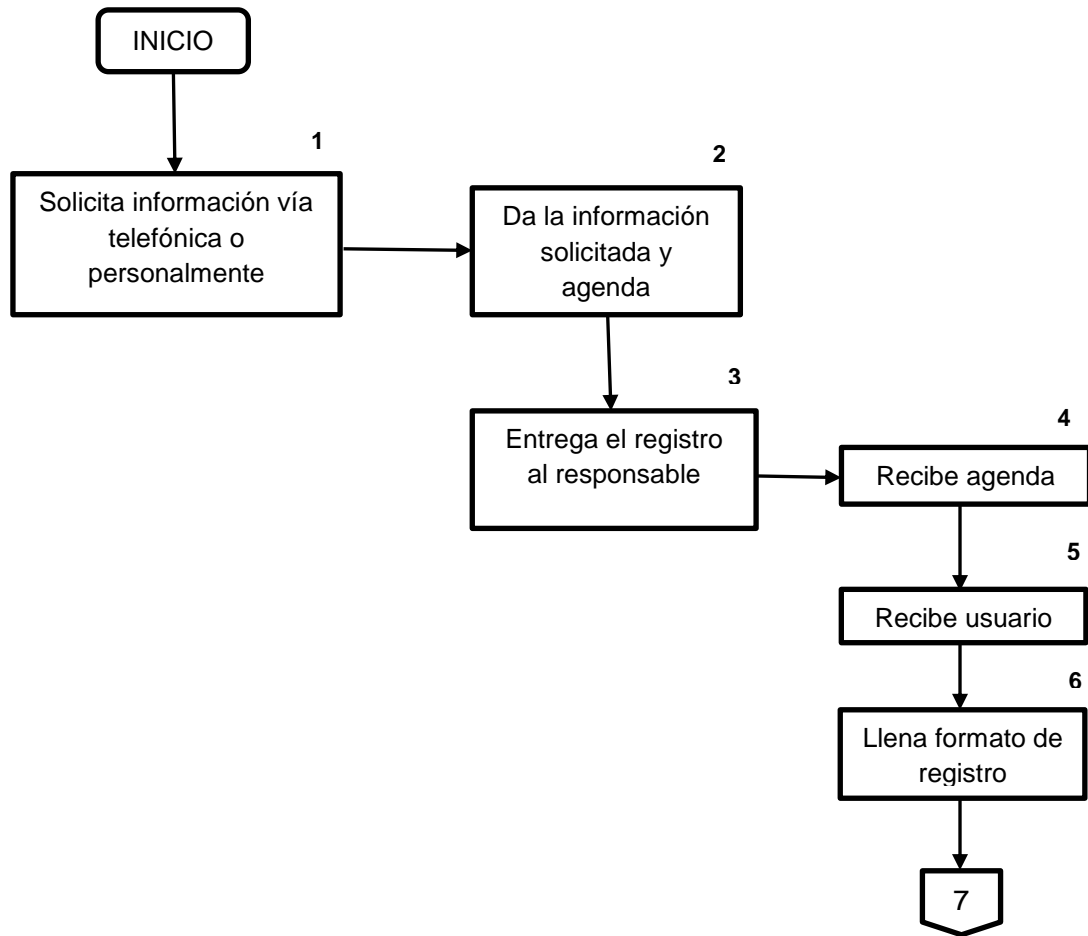 INICIO
1
Solicita información vía
telefónica o
personalmente
2
Da la información
solicitada y
agenda
3
Entrega el registro
al responsable
4
Recibe agenda
5
Recibe usuario
6
Llena formato de
registro
7